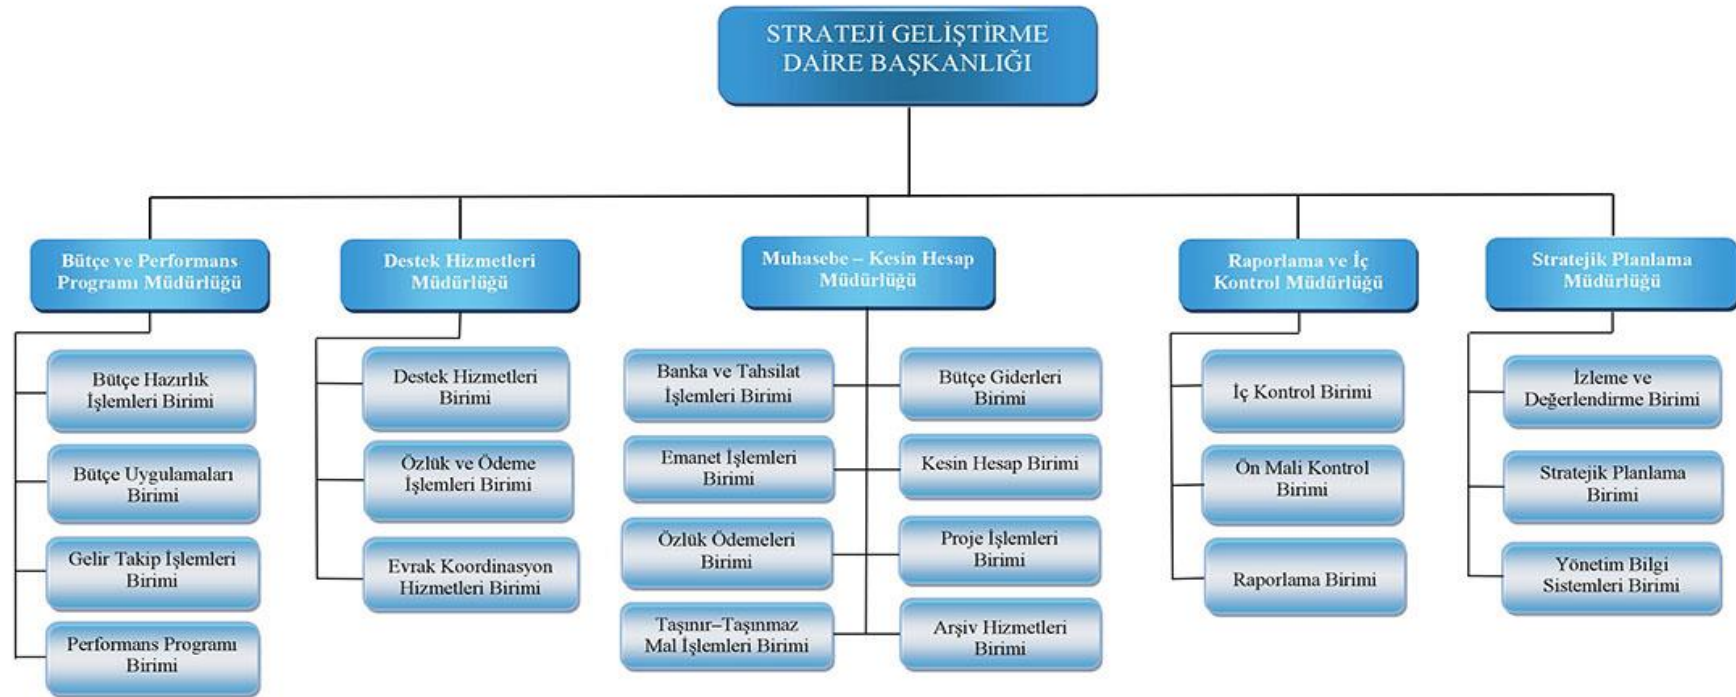 STRATEJİ GELİŞTİRME
DAİRE BAŞKANLIĞI
Bütçe ve Performans
Programı Müdürlüğü
Bütçe Hazırlık
İşlemleri Birimi
Bütçe Uygulamaları
Birimi
Gelir Takip İşlemleri
Birimi
Performans Programı
Birimi
Destek Hizmetleri
Müdürlüğü
Destek Hizmetleri
Birimi
Özlük ve Ödeme
İşlemleri Birimi
Evrak Koordinasyon
Hizmetleri Birimi
Muhasebe – Kesin Hesap
Müdürlüğü
Banka ve Tahsilat
İşlemleri Birimi
Emanet İşlemleri
Birimi
Özlük Ödemeleri
Birimi
Taşınır–Taşınmaz
Mal İşlemleri Birimi
Bütçe Giderleri
Birimi
Kesin Hesap Birimi
Proje İşlemleri
Birimi
Arşiv Hizmetleri
Birimi
Raporlama ve İç
Kontrol Müdürlüğü
İç Kontrol Birimi
Ön Mali Kontrol
Birimi
Raporlama Birimi
Stratejik Planlama
Müdürlüğü
İzleme ve
Değerlendirme Birimi
Stratejik Planlama
Birimi
Yönetim Bilgi
Sistemleri Birimi